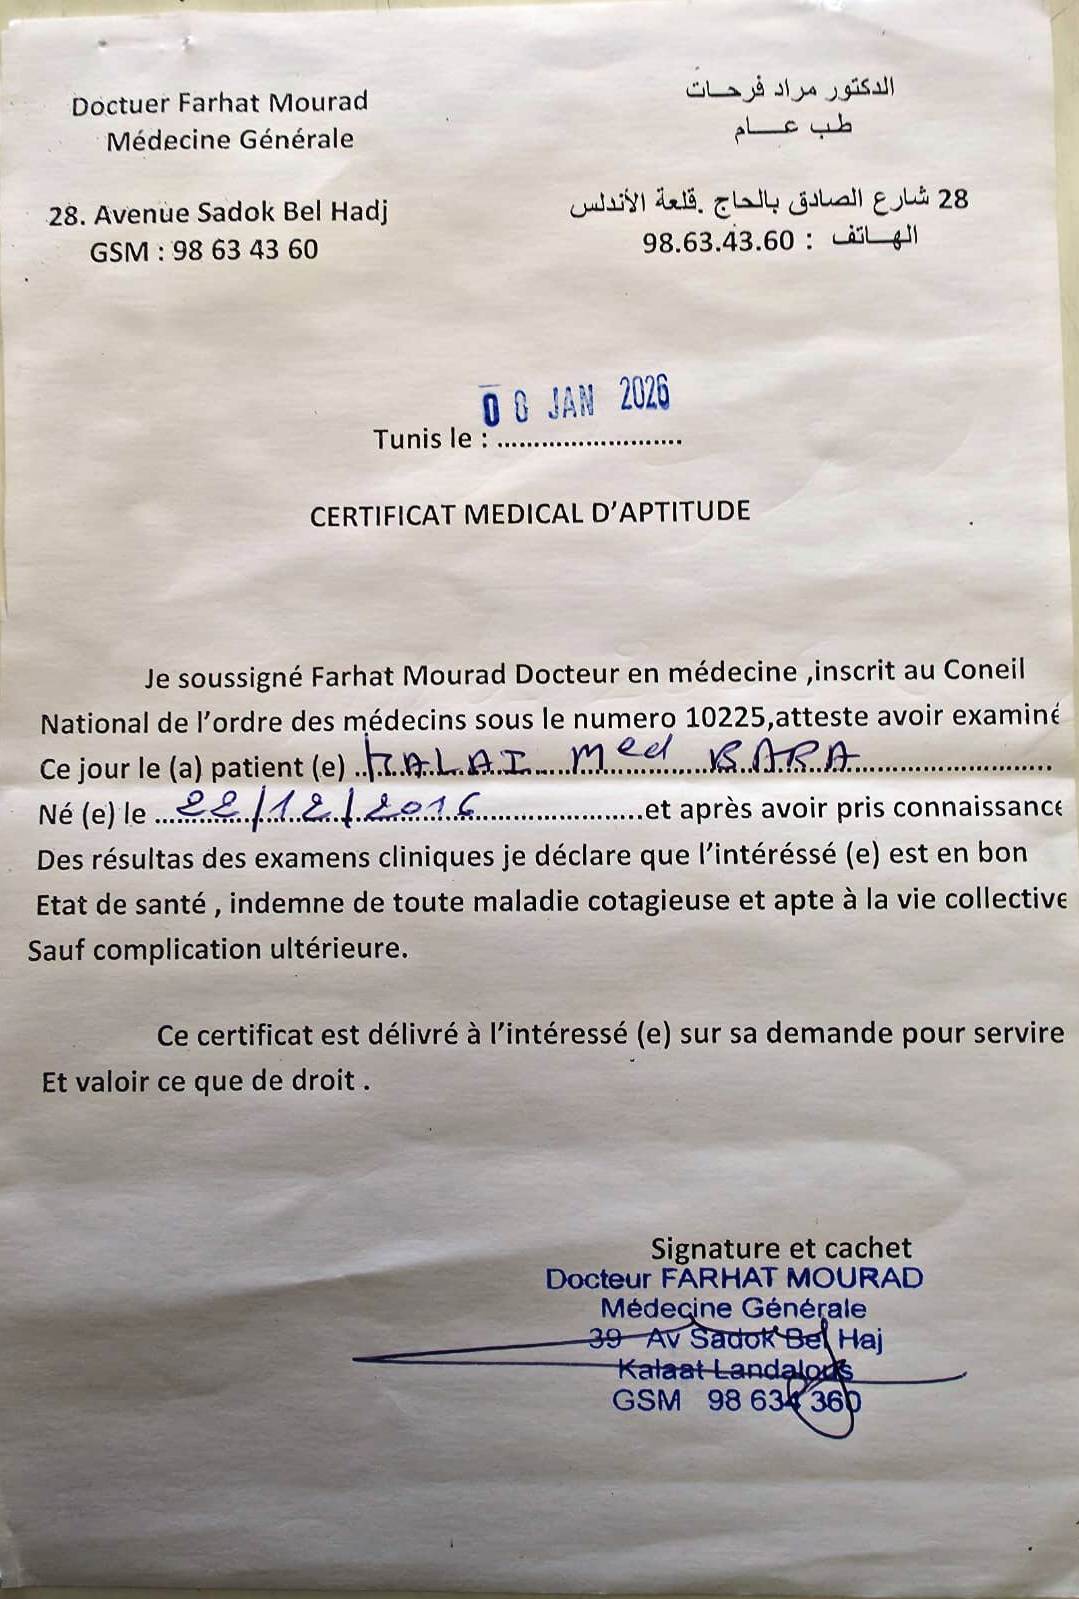 Doctuer Farhat Mourad
Médecine Générale
28. Avenue Sadok Bel Hadj
GSM : 98 63 43 60
الدكتور مراد فرحات
طب عام
28 شارع الصادق بالحاج .قلعة الأندلس
الهاتف : 98.63.43.60
08 JAN 2026
Tunis le : .........................
CERTIFICAT MEDICAL D’APTITUDE
Je soussigné Farhat Mourad Docteur en médecine ,inscrit au Coneil
National de l’ordre des médecins sous le numero 10225,atteste avoir examiné
Ce jour le (a) patient (e) KALAI Med BARA
Né (e) le 22/12/2016 et après avoir pris connaissance
Des résultas des examens cliniques je déclare que l’intéréssé (e) est en bon
Etat de santé , indemne de toute maladie cotagieuse et apte à la vie collective
Sauf complication ultérieure.
Ce certificat est délivré à l’intéressé (e) sur sa demande pour servire
Et valoir ce que de droit .
Signature et cachet
Docteur FARHAT MOURAD
Médecine Générale
39 Av Sadok Bel Haj
Kalaat Landalous
GSM 98 634 360